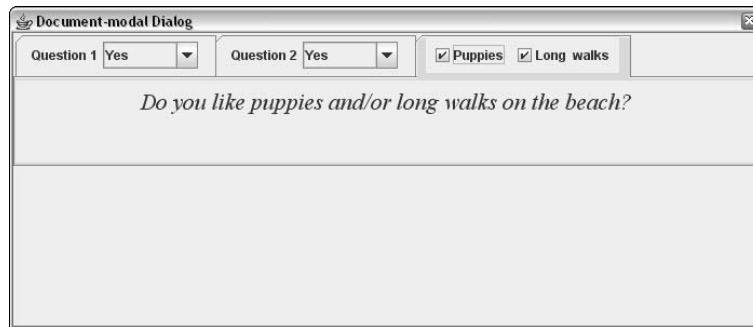 Document-modal Dialog
Question 1 Yes Question 2 Yes Puppies Long walks
Do you like puppies and/or long walks on the beach?